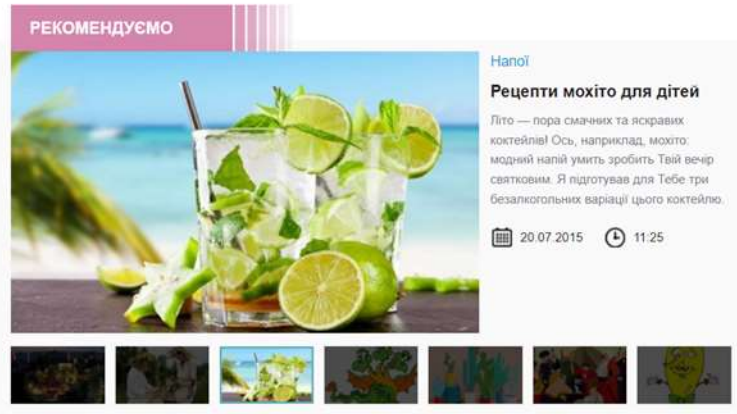 РЕКОМЕНДУЄМО
Напої
Рецепти мохіто для дітей
Літо — пора смачних та яскравих
коктейлів! Ось, наприклад, мохіто:
модний напій умить зробить Твій вечір
святковим. Я підготував для Тебе три
безалкогольних варіації цього коктейлю.
20.07.2015 11:25